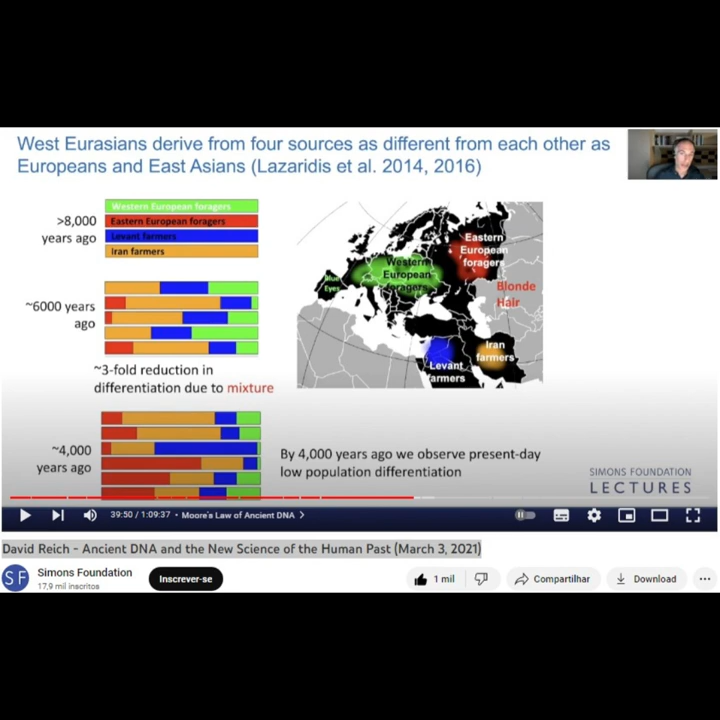 West Eurasians derive from four sources as different from each other as
Europeans and East Asians (Lazaridis et al. 2014, 2016)
>8,000
years ago
Western European foragers
Eastern European foragers
Levant farmers
Iran farmers
~6000 years
ago
~3-fold reduction in
differentiation due to mixture
~4,000
years ago
Western
European
foragers
Eastern
European
foragers
Blue
Eyes
Blonde
Hair
Levant
farmers
Iran
farmers
By 4,000 years ago we observe present-day
low population differentiation
SIMONS FOUNDATION
LECTURES
39:50 / 1:09:37 • Moore's Law of Ancient DNA >
David Reich - Ancient DNA and the New Science of the Human Past (March 3, 2021)
SF
Simons Foundation
17,9 mil inscritos
Inscrever-se
1 mil
Compartilhar
Download